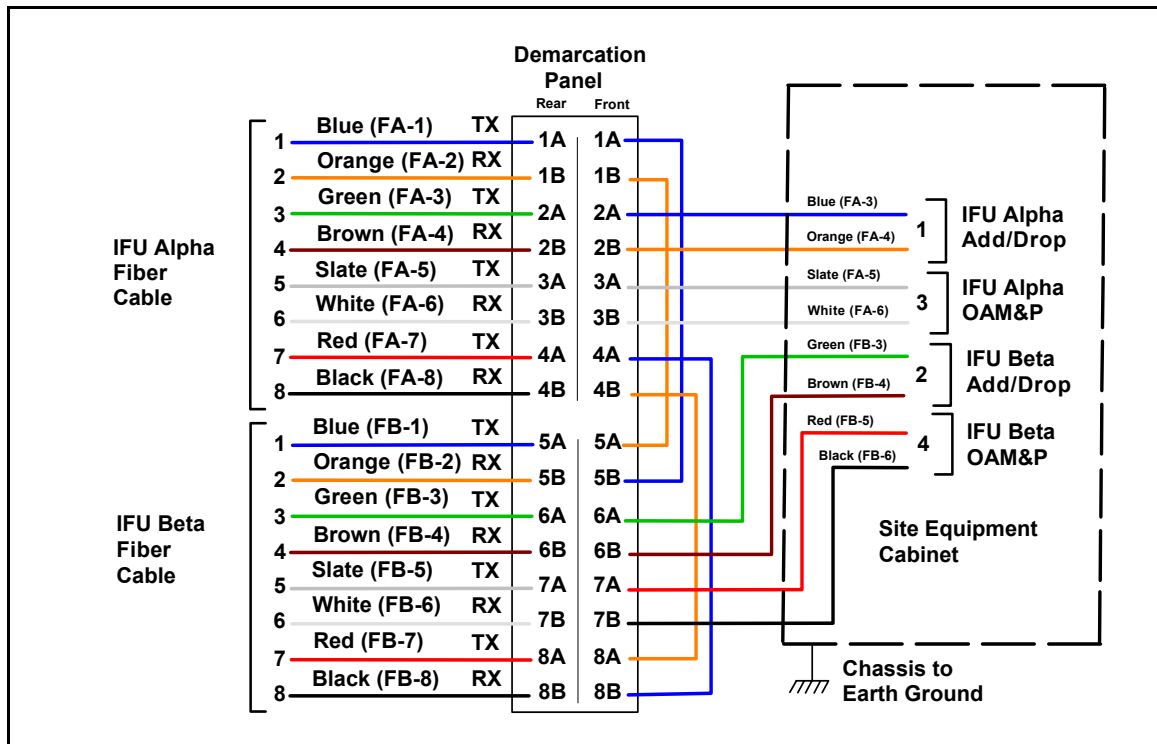 Demarcation
Panel
Rear Front
IFU Alpha
Fiber
Cable
1 Blue (FA-1) TX 1A 1A
2 Orange (FA-2) RX 1B 1B
3 Green (FA-3) TX 2A 2A
4 Brown (FA-4) RX 2B 2B
5 Slate (FA-5) TX 3A 3A
6 White (FA-6) RX 3B 3B
7 Red (FA-7) TX 4A 4A
8 Black (FA-8) RX 4B 4B
IFU Beta
Fiber
Cable
1 Blue (FB-1) TX 5A 5A
2 Orange (FB-2) RX 5B 5B
3 Green (FB-3) TX 6A 6A
4 Brown (FB-4) RX 6B 6B
5 Slate (FB-5) TX 7A 7A
6 White (FB-6) RX 7B 7B
7 Red (FB-7) TX 8A 8A
8 Black (FB-8) RX 8B 8B
Blue (FA-3)
Orange (FA-4)
1
IFU Alpha
Add/Drop
Slate (FA-5)
White (FA-6)
3
IFU Alpha
OAM&P
Green (FB-3)
Brown (FB-4)
2
IFU Beta
Add/Drop
Red (FB-5)
Black (FB-6)
4
IFU Beta
OAM&P
Site Equipment
Cabinet
Chassis to
Earth Ground